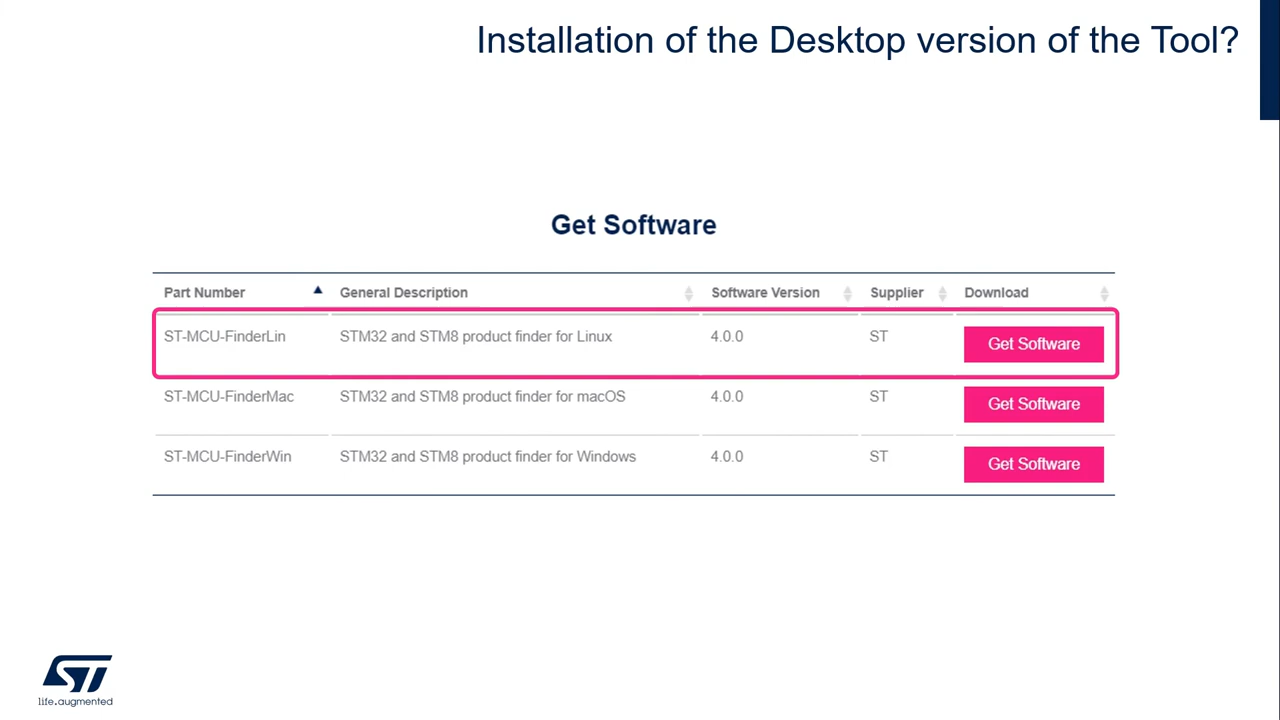 Installation of the Desktop version of the Tool?
Get Software
Part Number General Description Software Version Supplier Download
ST-MCU-FinderLin STM32 and STM8 product finder for Linux 4.0.0 ST Get Software
ST-MCU-FinderMac STM32 and STM8 product finder for macOS 4.0.0 ST Get Software
ST-MCU-FinderWin STM32 and STM8 product finder for Windows 4.0.0 ST Get Software
ST
life.augmented